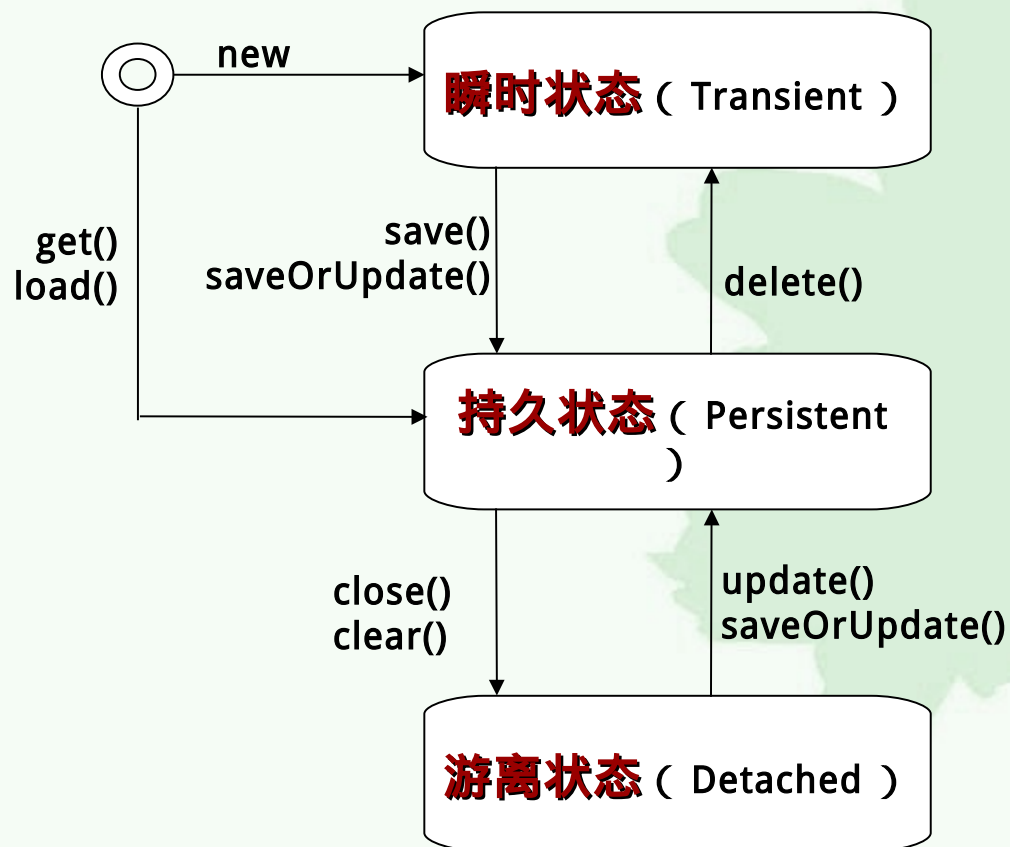 new
瞬时状态（ Transient ）
get()
load()
save()
saveOrUpdate()
delete()
持久状态（ Persistent
）
close()
clear()
update()
saveOrUpdate()
游离状态（ Detached ）